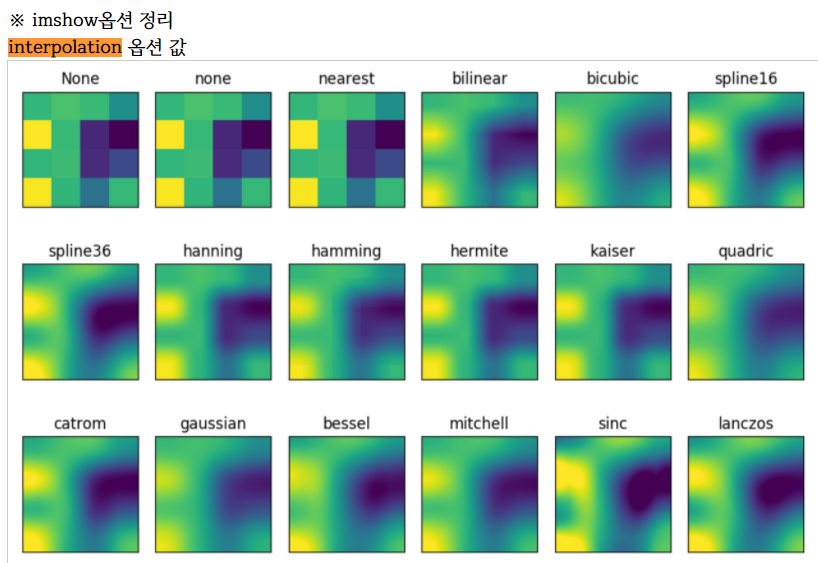 ※ imshow옵션 정리
interpolation 옵션 값
None none nearest bilinear bicubic spline16
spline36 hanning hamming hermite kaiser quadric
catrom gaussian bessel mitchell sinc lanczos